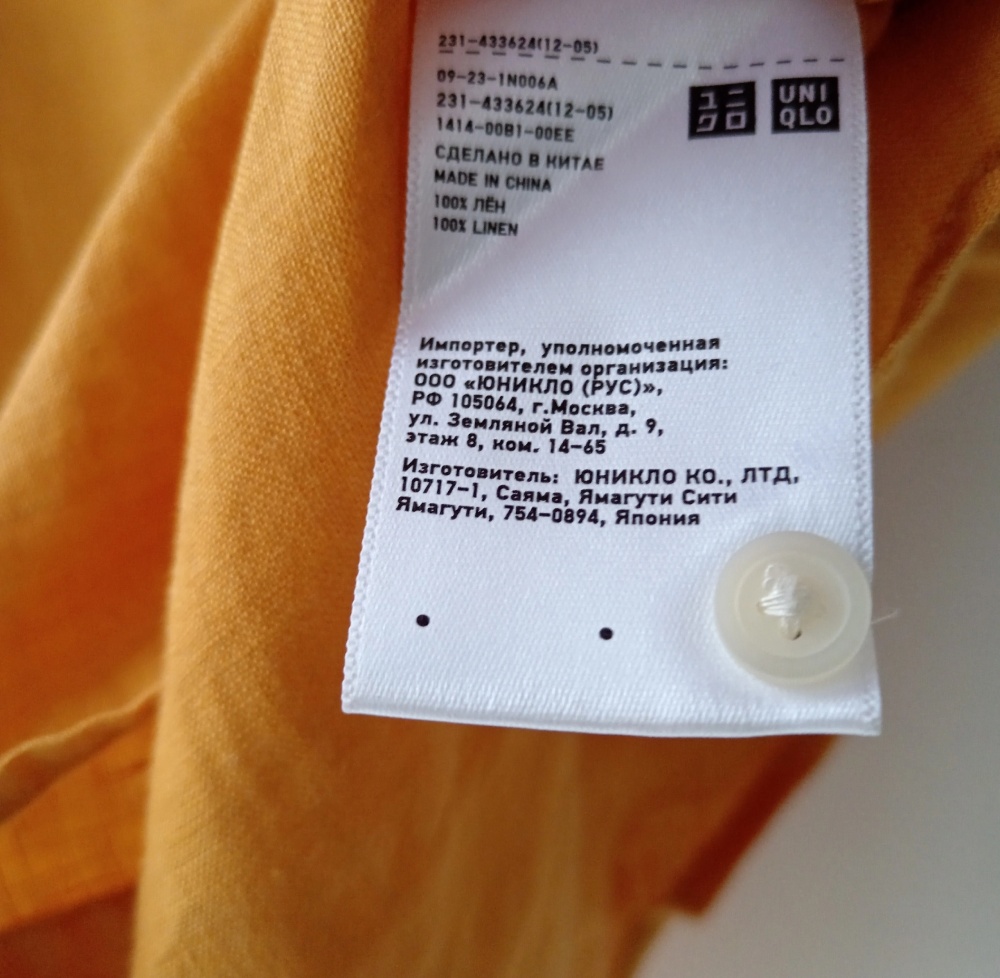 231-433624(12-05)
09-23-1N006A
231-433624(12-05)
1414-00B1-00EE
СДЕЛАНО В КИТАЕ
MADE IN CHINA
100% ЛЁН
100% LINEN
ユニ
クロ
UNI
QLO
Импортер, уполномоченная
изготовителем организация:
ООО «ЮНИКЛО (РУС)»,
РФ 105064, г.Москва,
ул. Земляной Вал, д. 9,
этаж 8, ком. 14-65
Изготовитель: ЮНИКЛО КО., ЛТД,
10717-1, Саяма, Ямагути Сити
Ямагути, 754-0894, Япония